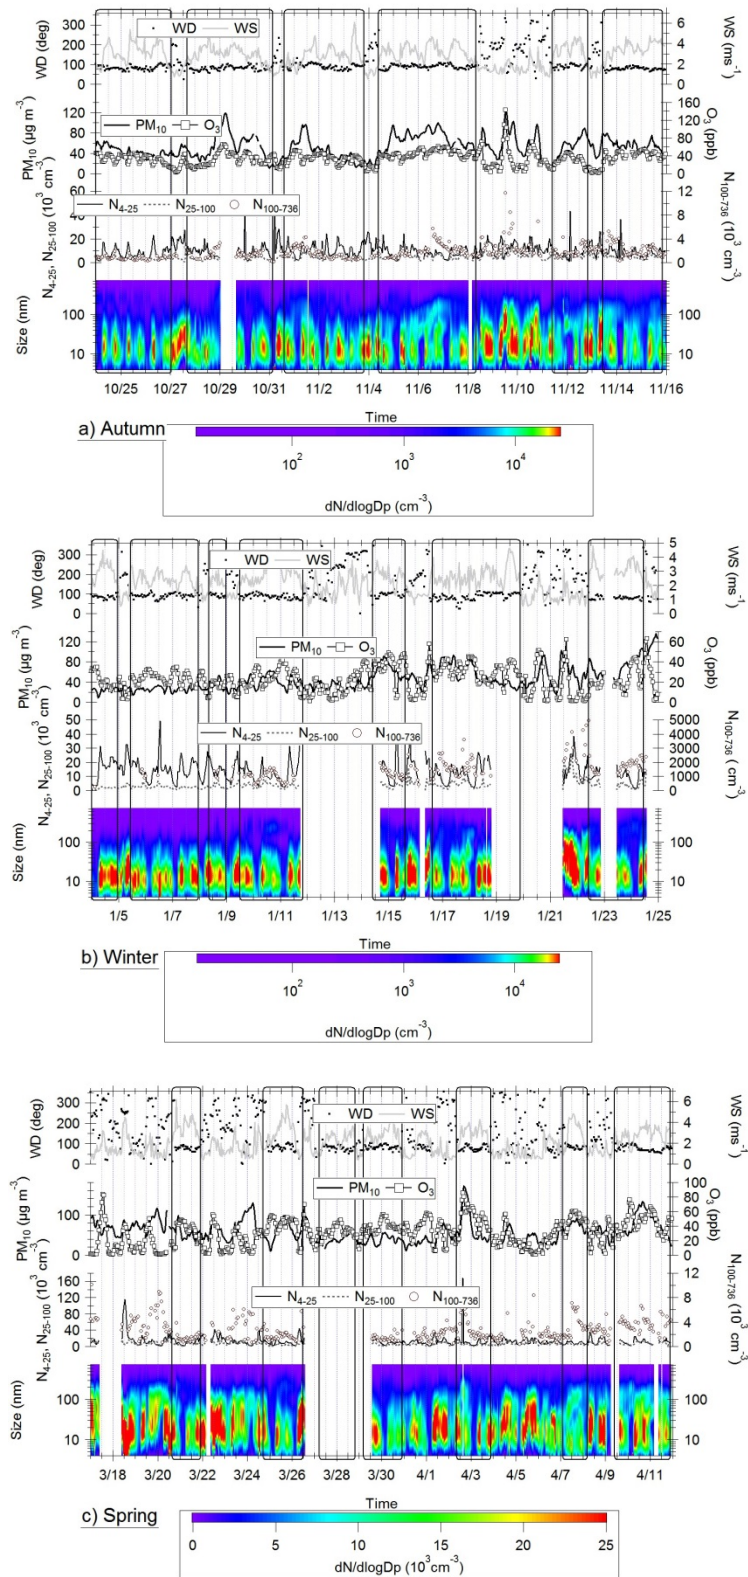 WD WS
WD (deg)
300
200
100
0
WS (ms⁻¹)
6
4
2
0
PM₁₀ O₃
PM₁₀ (µg m⁻³)
120
80
40
0
O₃ (ppb)
160
120
80
40
0
N₄₋₂₅ N₂₅₋₁₀₀ N₁₀₀₋₇₃₆
N₄₋₂₅, N₂₅₋₁₀₀ (10³ cm⁻³)
60
40
20
0
N₁₀₀₋₇₃₆ (10³ cm⁻³)
12
8
4
0
Size (nm)
100
10
100
10
10/25 10/27 10/29 10/31 11/2 11/4 11/6 11/8 11/10 11/12 11/14 11/16
Time
a) Autumn
10² 10³ 10⁴
dN/dlogDp (cm⁻³)
WD WS
WD (deg)
300
200
100
0
WS (ms⁻¹)
5
4
3
2
1
0
PM₁₀ O₃
PM₁₀ (µg m⁻³)
120
80
40
0
O₃ (ppb)
60
40
20
0
N₄₋₂₅ N₂₅₋₁₀₀ N₁₀₀₋₇₃₆
N₄₋₂₅, N₂₅₋₁₀₀ (10³ cm⁻³)
50
40
30
20
10
0
N₁₀₀₋₇₃₆ (cm⁻³)
5000
4000
3000
2000
1000
0
Size (nm)
100
10
100
10
1/5 1/7 1/9 1/11 1/13 1/15 1/17 1/19 1/21 1/23 1/25
Time
b) Winter
10² 10³ 10⁴
dN/dlogDp (cm⁻³)
WD WS
WD (deg)
300
200
100
0
WS (ms⁻¹)
6
4
2
0
PM₁₀ O₃
PM₁₀ (µg m⁻³)
100
0
O₃ (ppb)
100
80
60
40
20
0
N₄₋₂₅ N₂₅₋₁₀₀ N₁₀₀₋₇₃₆
N₄₋₂₅, N₂₅₋₁₀₀ (10³ cm⁻³)
160
120
80
40
0
N₁₀₀₋₇₃₆ (10³ cm⁻³)
12
8
4
0
Size (nm)
100
10
100
10
3/18 3/20 3/22 3/24 3/26 3/28 3/30 4/1 4/3 4/5 4/7 4/9 4/11
Time
c) Spring
0 5 10 15 20 25
dN/dlogDp (10³cm⁻³)